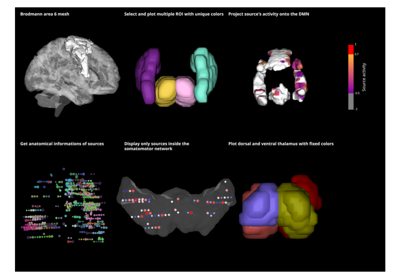 Brodmann area 6 mesh
Select and plot multiple ROI with unique colors
Project source's activity onto the DMN
Source activity
Get anatomical informations of sources
Display only sources inside the
somatomotor network
Plot dorsal and ventral thalamus with fixed colors